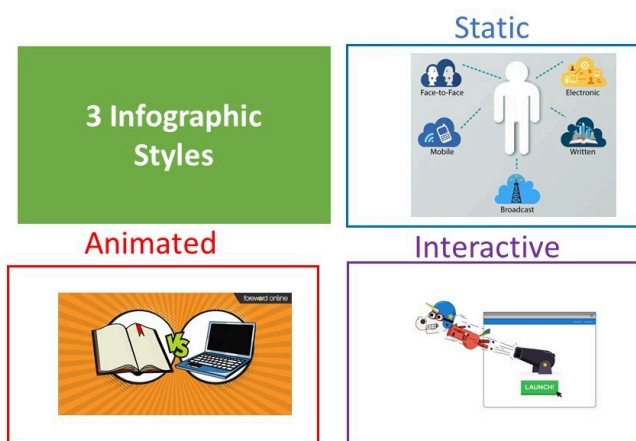 Static
3 Infographic
Styles
Face-to-Face
Electronic
Mobile
Written
Broadcast
Animated
Interactive
foreword online
VS
LAUNCH!